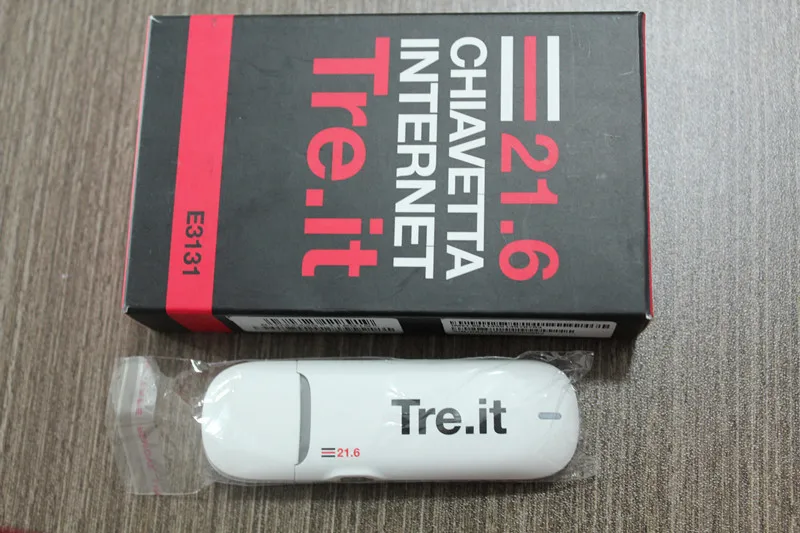 21.6
CHIAVETTA
INTERNET
Tre.it
E3131
Tre.it
21.6